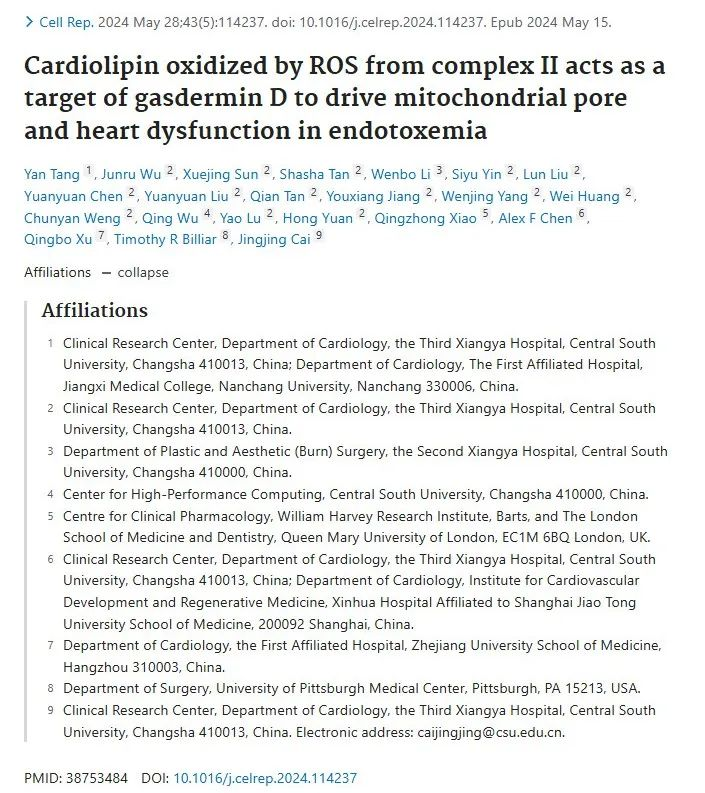 Cell Rep. 2024 May 28;43(5):114237. doi: 10.1016/j.celrep.2024.114237. Epub 2024 May 15.
Cardiolipin oxidized by ROS from complex II acts as a
target of gasdermin D to drive mitochondrial pore
and heart dysfunction in endotoxemia
Yan Tang 1, Junru Wu 2, Xuejing Sun 2, Shasha Tan 2, Wenbo Li 3, Siyu Yin 2, Lun Liu 2,
Yuanyuan Chen 2, Yuanyuan Liu 2, Qian Tan 2, Youxiang Jiang 2, Wenjing Yang 2, Wei Huang 2,
Chunyan Weng 2, Qing Wu 4, Yao Lu 2, Hong Yuan 2, Qingzhong Xiao 5, Alex F Chen 6,
Qingbo Xu 7, Timothy R Billiar 8, Jingjing Cai 9
Affiliations — collapse
Affiliations
1 Clinical Research Center, Department of Cardiology, the Third Xiangya Hospital, Central South
University, Changsha 410013, China; Department of Cardiology, The First Affiliated Hospital,
Jiangxi Medical College, Nanchang University, Nanchang 330006, China.
2 Clinical Research Center, Department of Cardiology, the Third Xiangya Hospital, Central South
University, Changsha 410013, China.
3 Department of Plastic and Aesthetic (Burn) Surgery, the Second Xiangya Hospital, Central South
University, Changsha 410000, China.
4 Center for High-Performance Computing, Central South University, Changsha 410000, China.
5 Centre for Clinical Pharmacology, William Harvey Research Institute, Barts, and The London
School of Medicine and Dentistry, Queen Mary University of London, EC1M 6BQ London, UK.
6 Clinical Research Center, Department of Cardiology, the Third Xiangya Hospital, Central South
University, Changsha 410013, China; Department of Cardiology, Institute for Cardiovascular
Development and Regenerative Medicine, Xinhua Hospital Affiliated to Shanghai Jiao Tong
University School of Medicine, 200092 Shanghai, China.
7 Department of Cardiology, the First Affiliated Hospital, Zhejiang University School of Medicine,
Hangzhou 310003, China.
8 Department of Surgery, University of Pittsburgh Medical Center, Pittsburgh, PA 15213, USA.
9 Clinical Research Center, Department of Cardiology, the Third Xiangya Hospital, Central South
University, Changsha 410013, China. Electronic address: caijingjing@csu.edu.cn.
PMID: 38753484 DOI: 10.1016/j.celrep.2024.114237